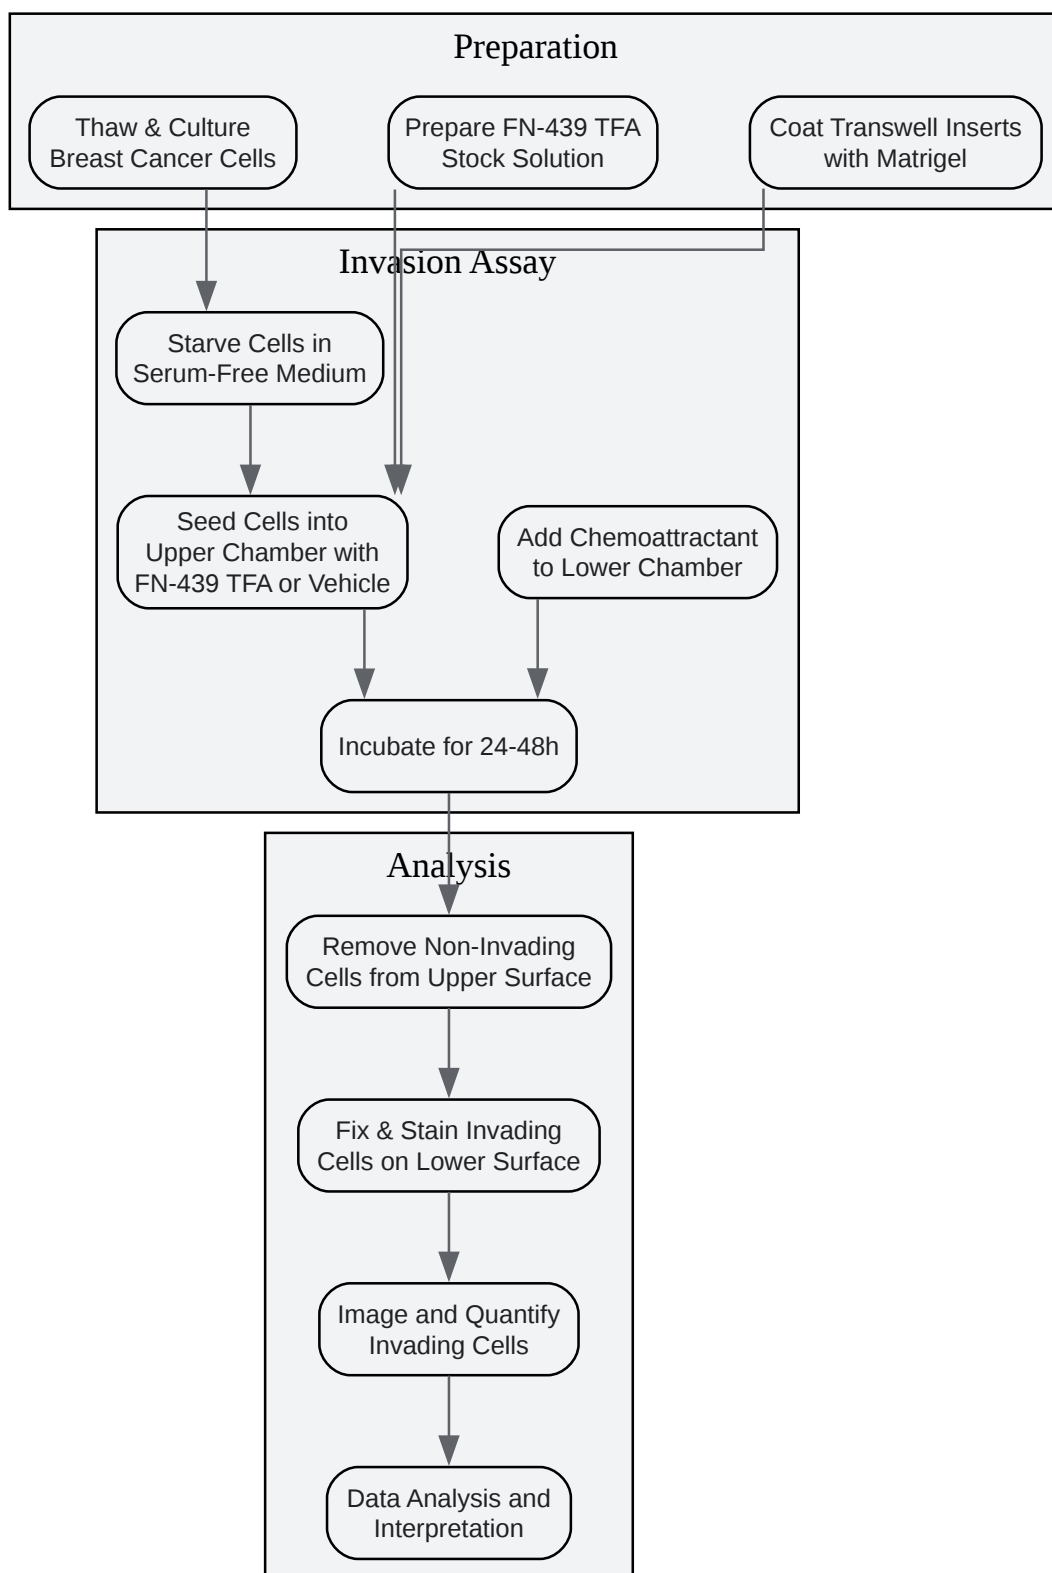 Preparation
Thaw & Culture
Breast Cancer Cells
Prepare FN-439 TFA
Stock Solution
Coat Transwell Inserts
with Matrigel
Invasion Assay
Starve Cells in
Serum-Free Medium
Seed Cells into
Upper Chamber with
FN-439 TFA or Vehicle
Add Chemoattractant
to Lower Chamber
Incubate for 24-48h
Analysis
Remove Non-Invading
Cells from Upper Surface
Fix & Stain Invading
Cells on Lower Surface
Image and Quantify
Invading Cells
Data Analysis and
Interpretation